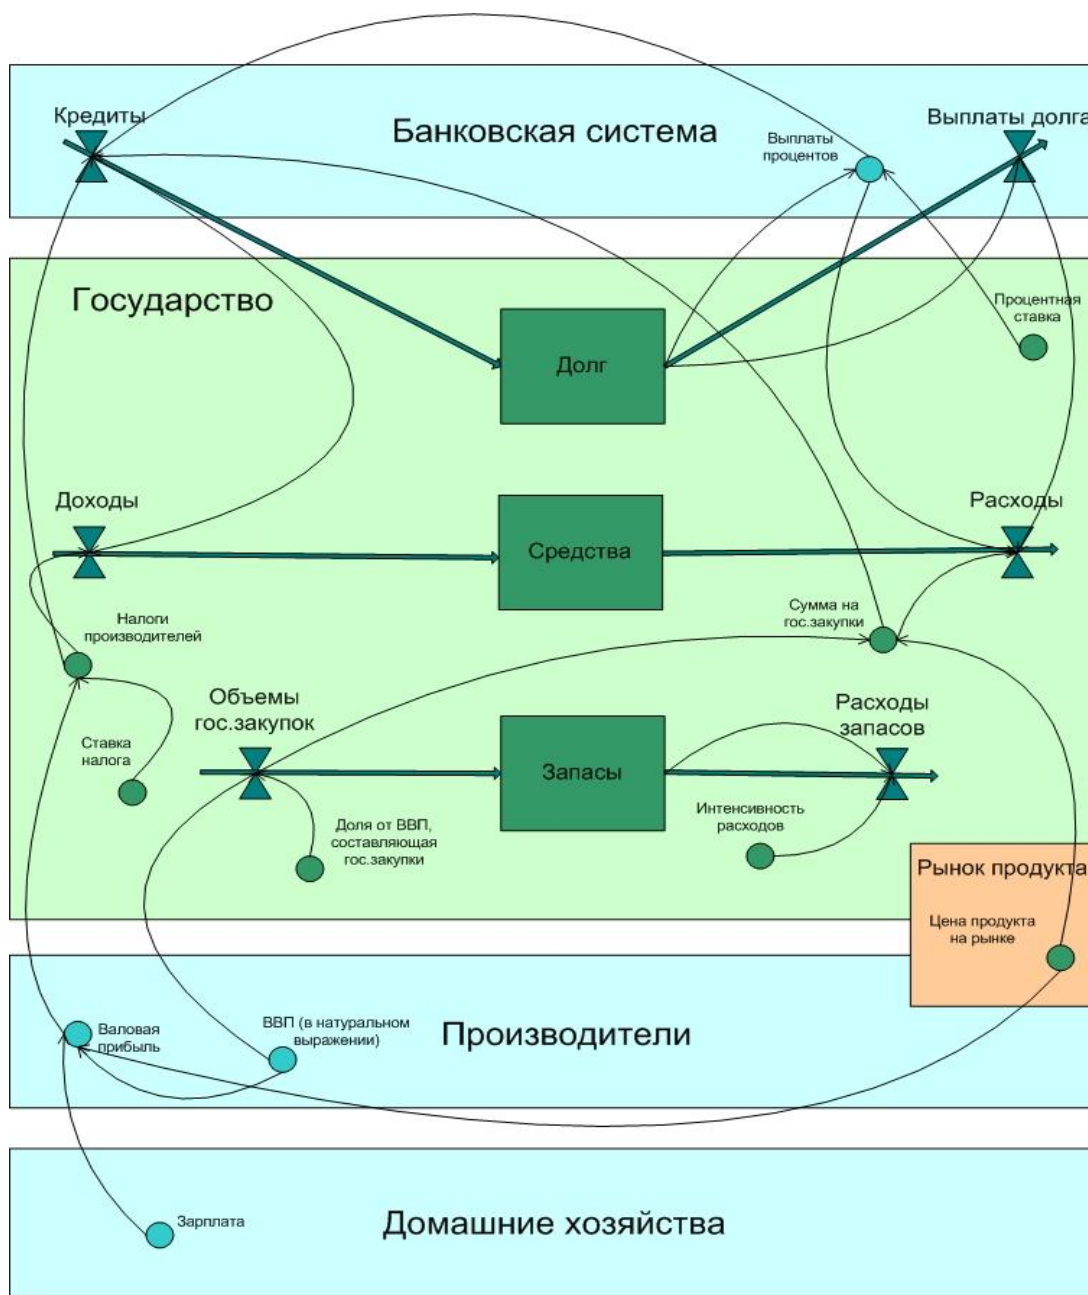 Кредиты
Банковская система
Выплаты
процентов
Выплаты долга
Государство
Процентная
ставка
Долг
Доходы
Средства
Расходы
Налоги
производителей
Сумма на
гос.закупки
Объемы
гос.закупок
Расходы
запасов
Ставка
налога
Запасы
Доля от ВВП,
составляющая
гос.закупки
Интенсивность
расходов
Рынок продукта
Цена продукта
на рынке
Валовая
прибыль
ВВП (в натуральном
выражении)
Производители
Зарплата
Домашние хозяйства